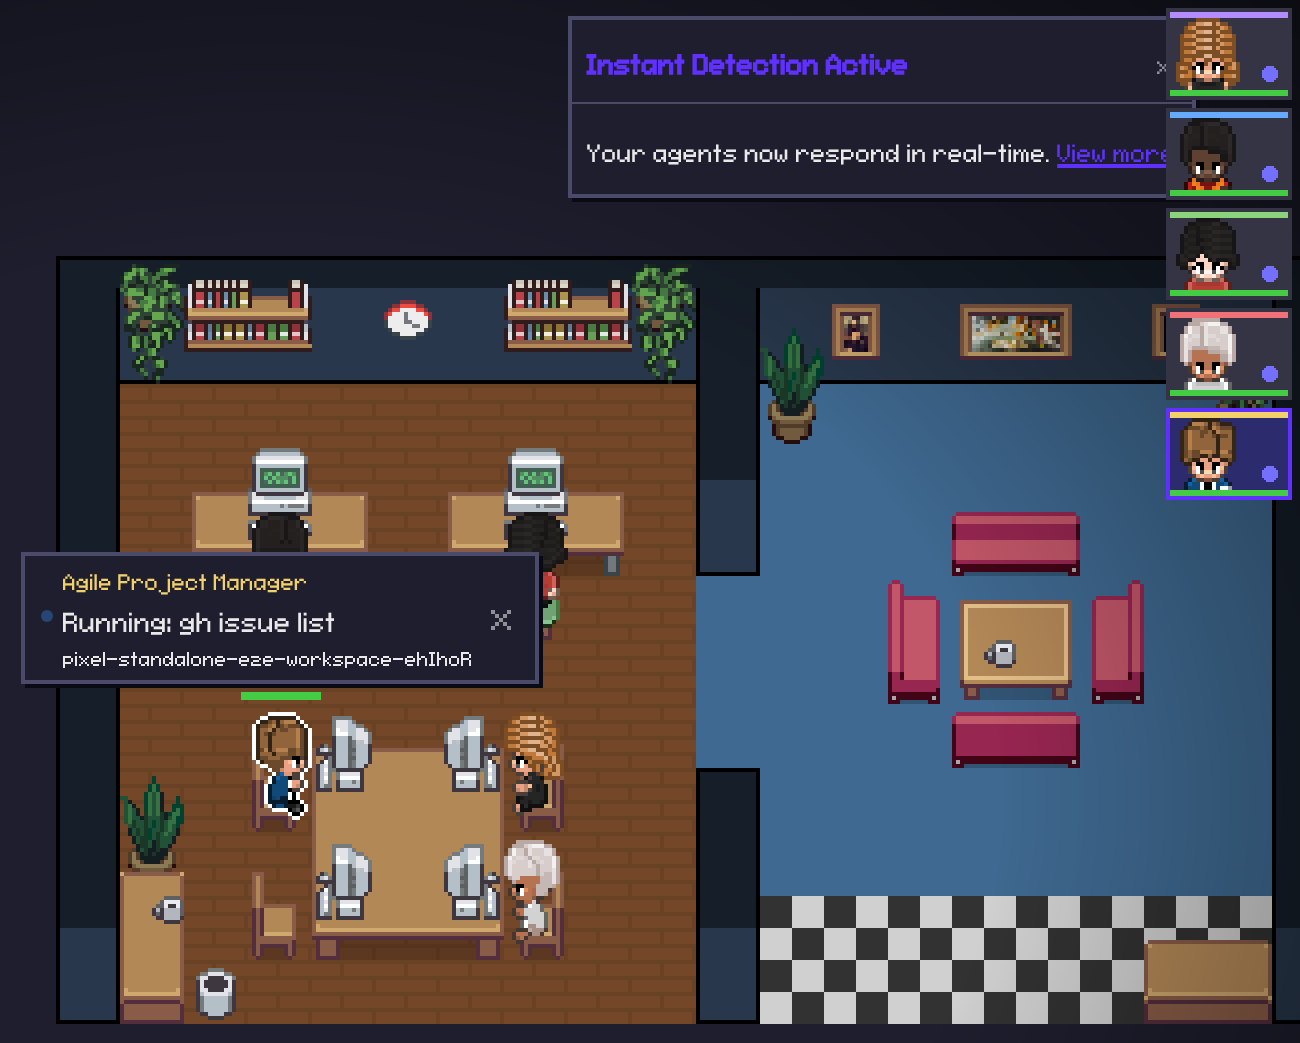 Instant Detection Active
Your agents now respond in real-time. View more
Agile Project Manager
Running: gh issue list
pixel-standalone-eze-workspace-ehIhoR